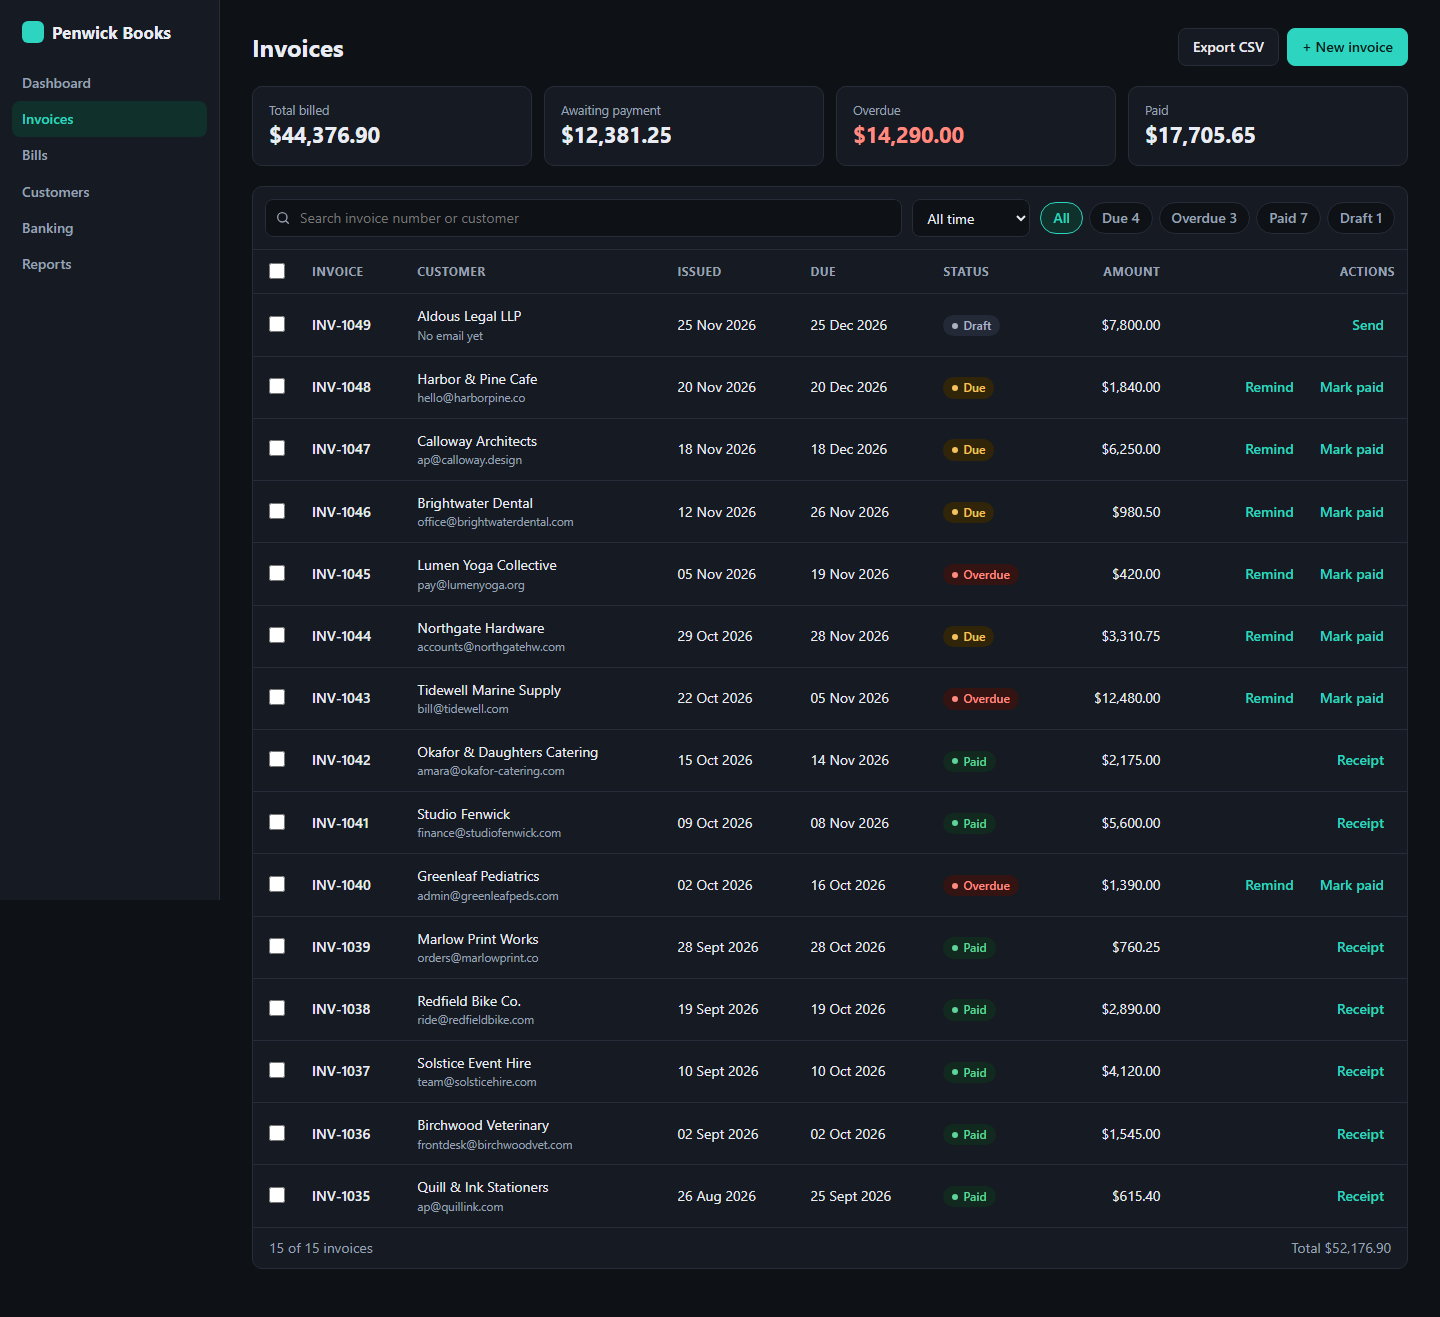 Penwick Books
Dashboard
Invoices
Bills
Customers
Banking
Reports
Invoices
Export CSV
+ New invoice
Total billed
$44,376.90
Awaiting payment
$12,381.25
Overdue
$14,290.00
Paid
$17,705.65
Search invoice number or customer
All time
All
Due 4
Overdue 3
Paid 7
Draft 1
INVOICE CUSTOMER ISSUED DUE STATUS AMOUNT ACTIONS
INV-1049 Aldous Legal LLP 25 Nov 2026 25 Dec 2026 Draft $7,800.00 Send
No email yet
INV-1048 Harbor & Pine Cafe 20 Nov 2026 20 Dec 2026 Due $1,840.00 Remind Mark paid
hello@harborpine.co
INV-1047 Calloway Architects 18 Nov 2026 18 Dec 2026 Due $6,250.00 Remind Mark paid
ap@calloway.design
INV-1046 Brightwater Dental 12 Nov 2026 26 Nov 2026 Due $980.50 Remind Mark paid
office@brightwaterdental.com
INV-1045 Lumen Yoga Collective 05 Nov 2026 19 Nov 2026 Overdue $420.00 Remind Mark paid
pay@lumenyoga.org
INV-1044 Northgate Hardware 29 Oct 2026 28 Nov 2026 Due $3,310.75 Remind Mark paid
accounts@northgatehw.com
INV-1043 Tidewell Marine Supply 22 Oct 2026 05 Nov 2026 Overdue $12,480.00 Remind Mark paid
bill@tidewell.com
INV-1042 Okafor & Daughters Catering 15 Oct 2026 14 Nov 2026 Paid $2,175.00 Receipt
amara@okafor-catering.com
INV-1041 Studio Fenwick 09 Oct 2026 08 Nov 2026 Paid $5,600.00 Receipt
finance@studiofenwick.com
INV-1040 Greenleaf Pediatrics 02 Oct 2026 16 Oct 2026 Overdue $1,390.00 Remind Mark paid
admin@greenleafpeds.com
INV-1039 Marlow Print Works 28 Sept 2026 28 Oct 2026 Paid $760.25 Receipt
orders@marlowprint.co
INV-1038 Redfield Bike Co. 19 Sept 2026 19 Oct 2026 Paid $2,890.00 Receipt
ride@redfieldbike.com
INV-1037 Solstice Event Hire 10 Sept 2026 10 Oct 2026 Paid $4,120.00 Receipt
team@solsticehire.com
INV-1036 Birchwood Veterinary 02 Sept 2026 02 Oct 2026 Paid $1,545.00 Receipt
frontdesk@birchwoodvet.com
INV-1035 Quill & Ink Stationers 26 Aug 2026 25 Sept 2026 Paid $615.40 Receipt
ap@quillink.com
15 of 15 invoices
Total $52,176.90